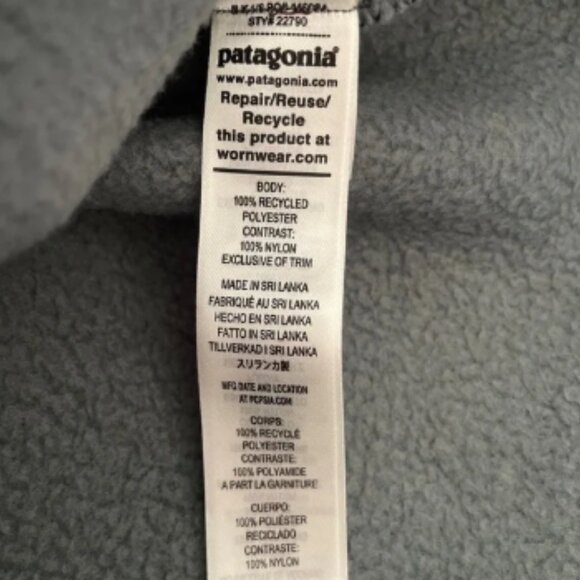 STY# 22790
patagonia®
www.patagonia.com
Repair/Reuse/
Recycle
this product at
wornwear.com
BODY:
100% RECYCLED
POLYESTER
CONTRAST:
100% NYLON
EXCLUSIVE OF TRIM
MADE IN SRI LANKA
FABRIQUÉ AU SRI LANKA
HECHO EN SRI LANKA
FATTO IN SRI LANKA
TILLVERKAD I SRI LANKA
スリランカ製
MFG DATE AND LOCATION
AT PCPSIA.COM
CORPS:
100% RECYCLÉ
POLYESTER
CONTRASTE:
100% POLYAMIDE
A PART LA GARNITURE
CUERPO:
100% POLIÉSTER
RECICLADO
CONTRASTE:
100% NYLON